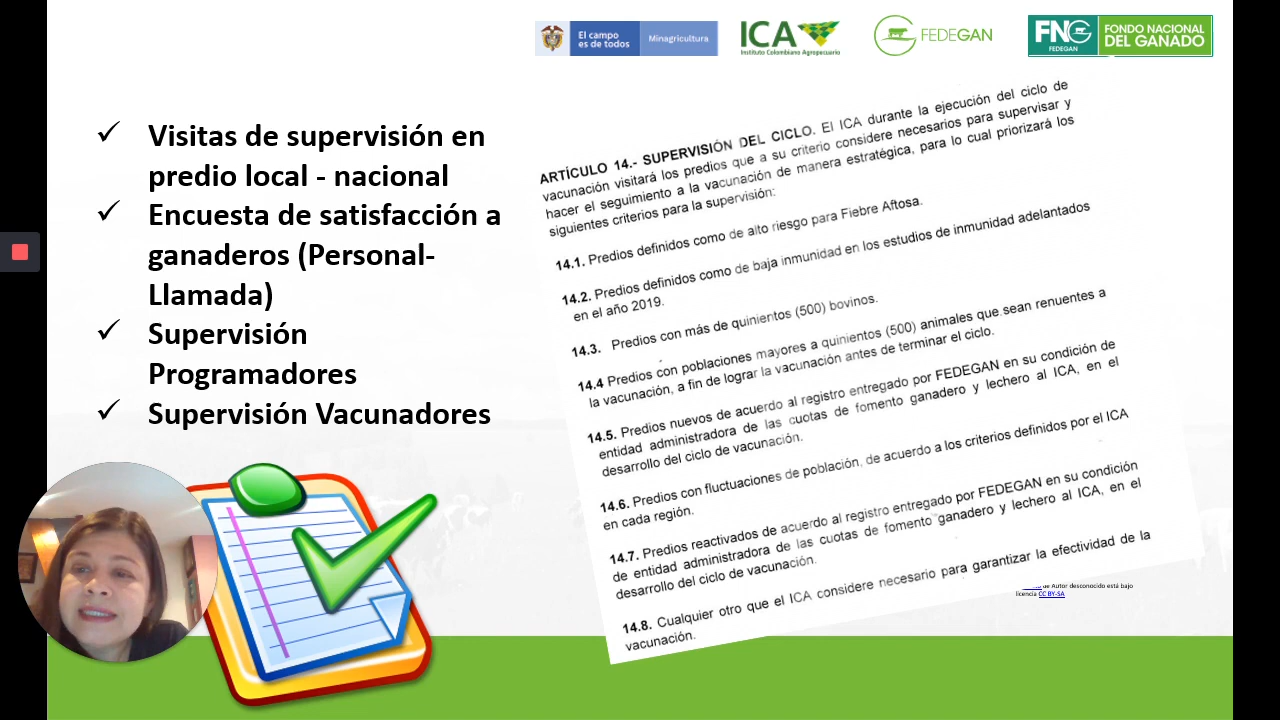 El campo
es de todos
Minagricultura
ICA
Instituto Colombiano Agropecuario
FEDEGAN
FNG
FEDEGAN
FONDO NACIONAL
DEL GANADO
✓ Visitas de supervisión en
predio local - nacional
✓ Encuesta de satisfacción a
ganaderos (Personal-
Llamada)
✓ Supervisión
Programadores
✓ Supervisión Vacunadores
ARTÍCULO 14.- SUPERVISIÓN DEL CICLO. El ICA durante la ejecución del ciclo de
vacunación visitará los predios que a su criterio considere necesarios para supervisar y
hacer el seguimiento a la vacunación de manera estratégica, para lo cual priorizará los
siguientes criterios para la supervisión:
14.1. Predios definidos como de alto riesgo para Fiebre Aftosa.
14.2. Predios definidos como de baja inmunidad en los estudios de inmunidad adelantados
en el año 2019.
14.3. Predios con más de quinientos (500) bovinos.
14.4 Predios con poblaciones mayores a quinientos (500) animales que sean renuentes a
la vacunación, a fin de lograr la vacunación antes de terminar el ciclo.
14.5. Predios nuevos de acuerdo al registro entregado por FEDEGAN en su condición de
entidad administradora de las cuotas de fomento ganadero y lechero al ICA, en el
desarrollo del ciclo de vacunación.
14.6. Predios con fluctuaciones de población, de acuerdo a los criterios definidos por el ICA
en cada región.
14.7. Predios reactivados de acuerdo al registro entregado por FEDEGAN en su condición
de entidad administradora de las cuotas de fomento ganadero y lechero al ICA, en el
desarrollo del ciclo de vacunación.
14.8. Cualquier otro que el ICA considere necesario para garantizar la efectividad de la
vacunación.
de Autor desconocido está bajo
licencia CC BY-SA